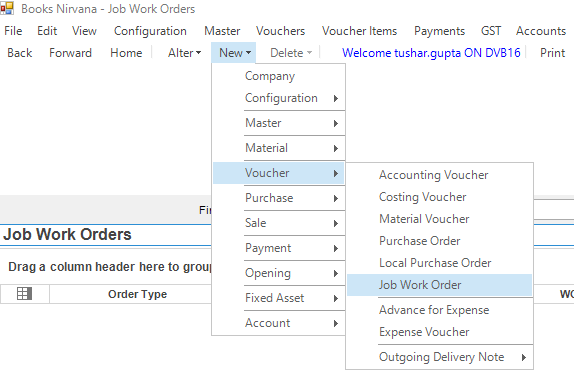 Books Nirvana - Job Work Orders
File Edit View Configuration Master Vouchers Voucher Items Payments GST Accounts
Back Forward Home Alter New Delete Welcome tushar.gupta ON DVB16 Print
Company
Configuration
Master
Material
Voucher
Purchase
Sale
Payment
Opening
Fixed Asset
Account
Accounting Voucher
Costing Voucher
Material Voucher
Purchase Order
Local Purchase Order
Job Work Order
Advance for Expense
Expense Voucher
Outgoing Delivery Note
Job Work Orders
Drag a column header here to group
Order Type